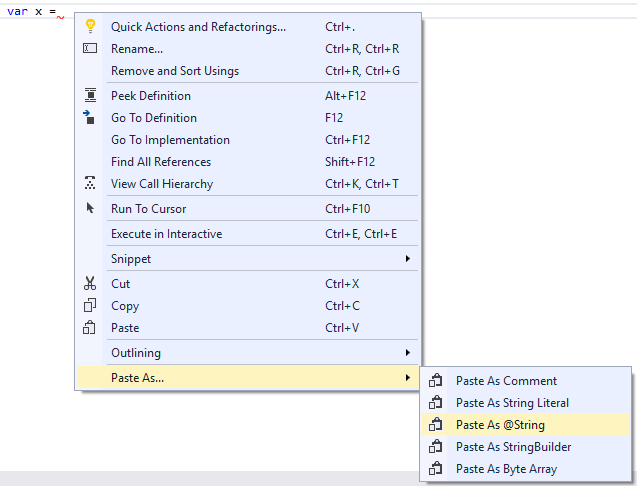 var x =
Quick Actions and Refactorings... Ctrl+.
Rename... Ctrl+R, Ctrl+R
Remove and Sort Usings Ctrl+R, Ctrl+G
Peek Definition Alt+F12
Go To Definition F12
Go To Implementation Ctrl+F12
Find All References Shift+F12
View Call Hierarchy Ctrl+K, Ctrl+T
Run To Cursor Ctrl+F10
Execute in Interactive Ctrl+E, Ctrl+E
Snippet
Cut Ctrl+X
Copy Ctrl+C
Paste Ctrl+V
Outlining
Paste As...
Paste As Comment
Paste As String Literal
Paste As @String
Paste As StringBuilder
Paste As Byte Array